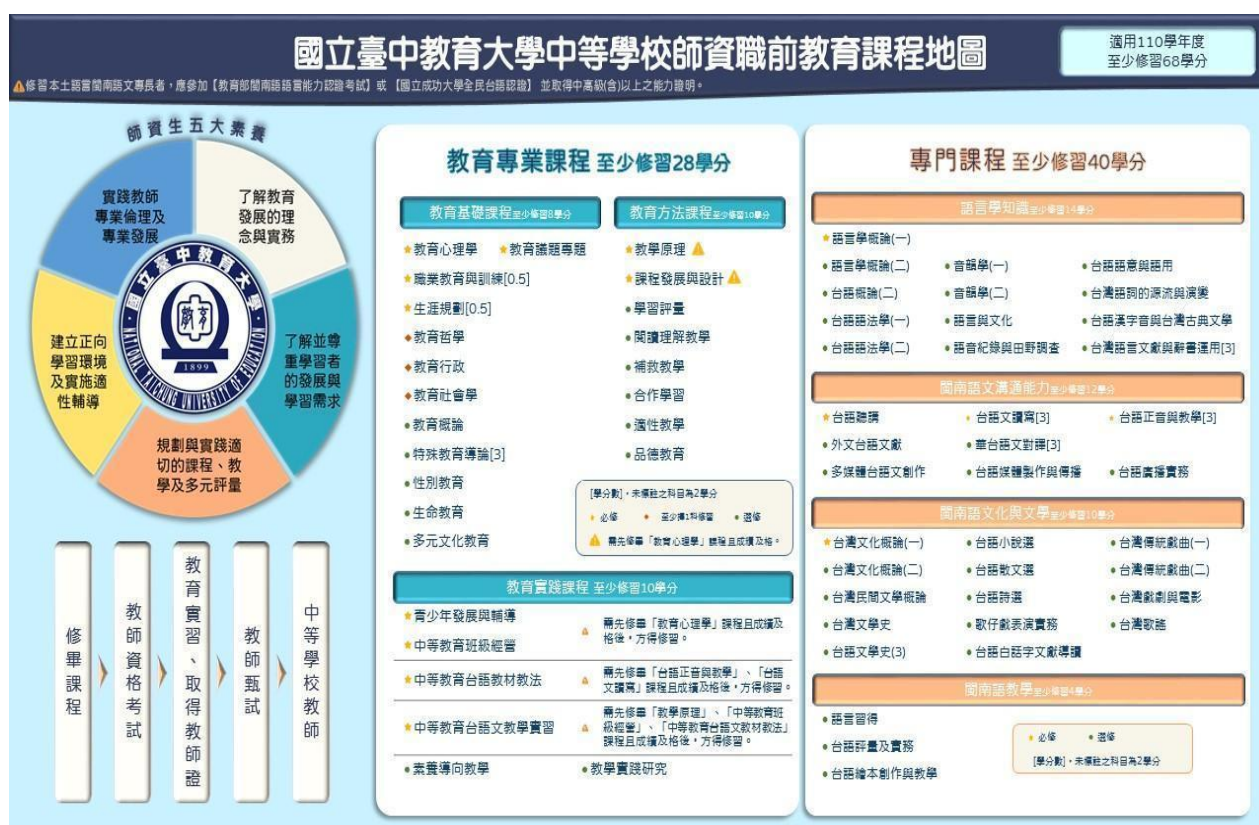 國立臺中教育大學中等學校師資職前教育課程地圖
適用110學年度
至少修習68學分
⚠修習本土語言閩南語文專長者,應參加【教育部閩南語語言能力認證考試】或 【國立成功大學全民台語認證】 並取得中高級(含)以上之能力證明。
師資生五大素養
實踐教師
專業倫理及
專業發展
了解教育
發展的理
念與實務
建立正向
學習環境
及實施適
性輔導
了解並尊
重學習者
的發展與
學習需求
規劃與實踐適
切的課程、教
學及多元評量
國立臺中教育大學
教育
1899
NATIONAL TAICHUNG UNIVERSITY OF EDUCATION
修畢課程
教師資格考試
教育實習、取得教師證
教師甄試
中等學校教師
教育專業課程 至少修習28學分
教育基礎課程至少修習8學分
★教育心理學 ★教育議題專題
★職業教育與訓練[0.5]
★生涯規劃[0.5]
◆教育哲學
◆教育行政
◆教育社會學
●教育概論
●特殊教育導論[3]
●性別教育
●生命教育
●多元文化教育
教育方法課程至少修習10學分
★教學原理 ⚠
★課程發展與設計⚠
●學習評量
●閱讀理解教學
●補救教學
●合作學習
●適性教學
●品德教育
[學分數],未標註之科目為2學分
★ 必修 ◆ 至少擇1科修習 ● 選修
⚠ 需先修畢「教育心理學」課程且成績及格。
教育實踐課程 至少修習10學分
★青少年發展與輔導
★中等教育班級經營
⚠ 需先修畢「教育心理學」課程且成績及
格後,方得修習。
★中等教育台語教材教法
⚠ 需先修畢「台語正音與教學」、「台語
文讀寫」課程且成績及格後,方得修習。
★中等教育台語文教學實習
⚠ 需先修畢「教學原理」、「中等教育班
級經營」、「中等教育台語文教材教法」
課程且成績及格後,方得修習。
●素養導向教學 ●教學實踐研究
專門課程 至少修習40學分
語言學知識至少修習14學分
★語言學概論(一)
●語言學概論(二) ●音韻學(一) ●台語語意與語用
●台語概論(二) ●音韻學(二) ●台灣語詞的源流與演變
●台語語法學(一) ●語言與文化 ●台語漢字音與台灣古典文學
●台語語法學(二) ●語音紀錄與田野調查 ●台灣語言文獻與辭書運用[3]
閩南語文溝通能力至少修習12學分
★台語聽講 ★台語文讀寫[3] ★台語正音與教學[3]
●外文台語文獻 ●華台語文對譯[3]
●多媒體台語文創作 ●台語媒體製作與傳播 ●台語廣播實務
閩南語文化與文學至少修習10學分
★台灣文化概論(一) ●台語小說選 ●台灣傳統戲曲(一)
●台灣文化概論(二) ●台語散文選 ●台灣傳統戲曲(二)
●台灣民間文學概論 ●台語詩選 ●台灣戲劇與電影
●台灣文學史 ●歌仔戲表演實務 ●台灣歌謠
●台語文學史(3) ●台語白話字文獻導讀
閩南語教學至少修習4學分
●語言習得
●台語評量及實務
●台語繪本創作與教學
★ 必修 ● 選修
[學分數],未標註之科目為2學分